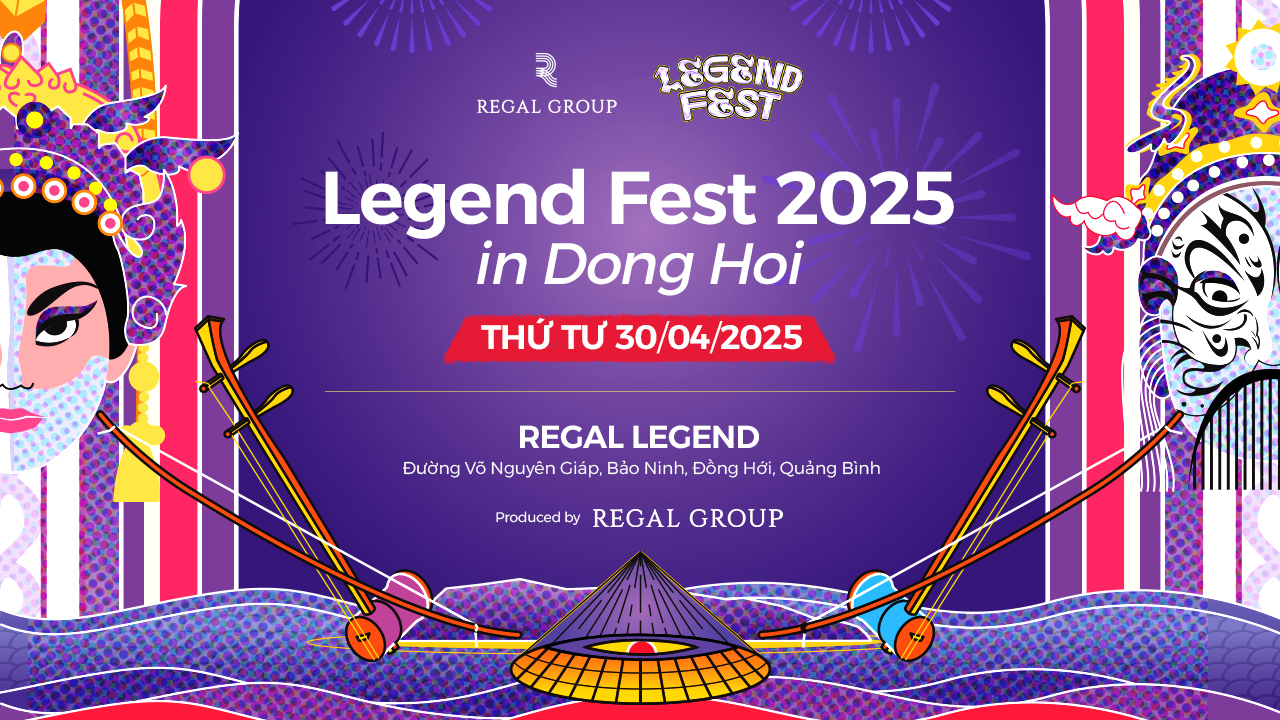 REGAL GROUP
LEGEND
FEST
Legend Fest 2025
in Dong Hoi
THỨ TƯ 30/04/2025
REGAL LEGEND
Đường Võ Nguyên Giáp, Bảo Ninh, Đồng Hới, Quảng Bình
Produced by REGAL GROUP